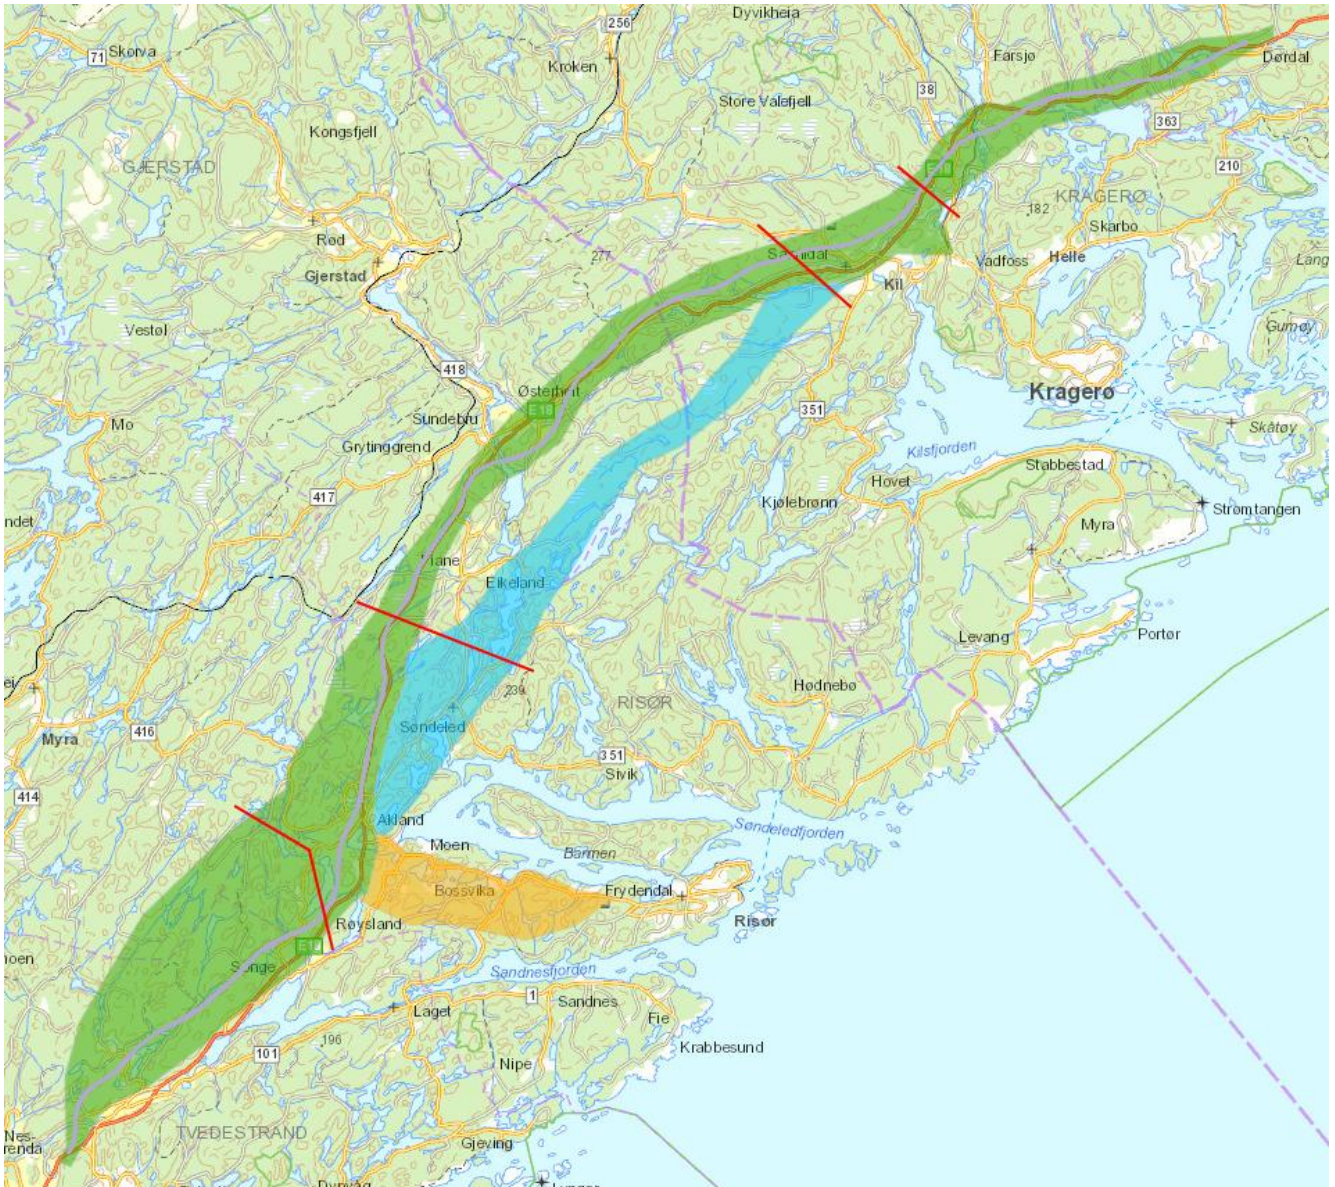 Dyvikheia
256
71
Skorva
Farsjø
Dørdal
Kroken
38
Store Valefjell
363
Kongsfjell
GJERSTAD
210
KRAGERØ
182
Skarbø
Rød
277
Vadfoss
Helle
Gjerstad
Kil
Vestøl
Gumøy
418
Østerholt
Kragerø
E18
351
Mo
Sundebru
Skåtøy
Grytinggrend
Kilsfjorden
Stabbestad
417
Hovet
Kjølebrønn
Strømtangen
Myra
Eikeland
Levang
Portør
Hødnebø
239
RISØR
Søndeled
416
Myra
351
Sivik
414
Akland
Søndeledfjorden
Moen
Barmen
Bossvika
Frydendal
Røysland
Risør
Songe
Sandnesfjorden
1
Sandnes
Laget
Fie
196
101
Krabbesund
Nipe
TVEDESTRAND
Gjeving